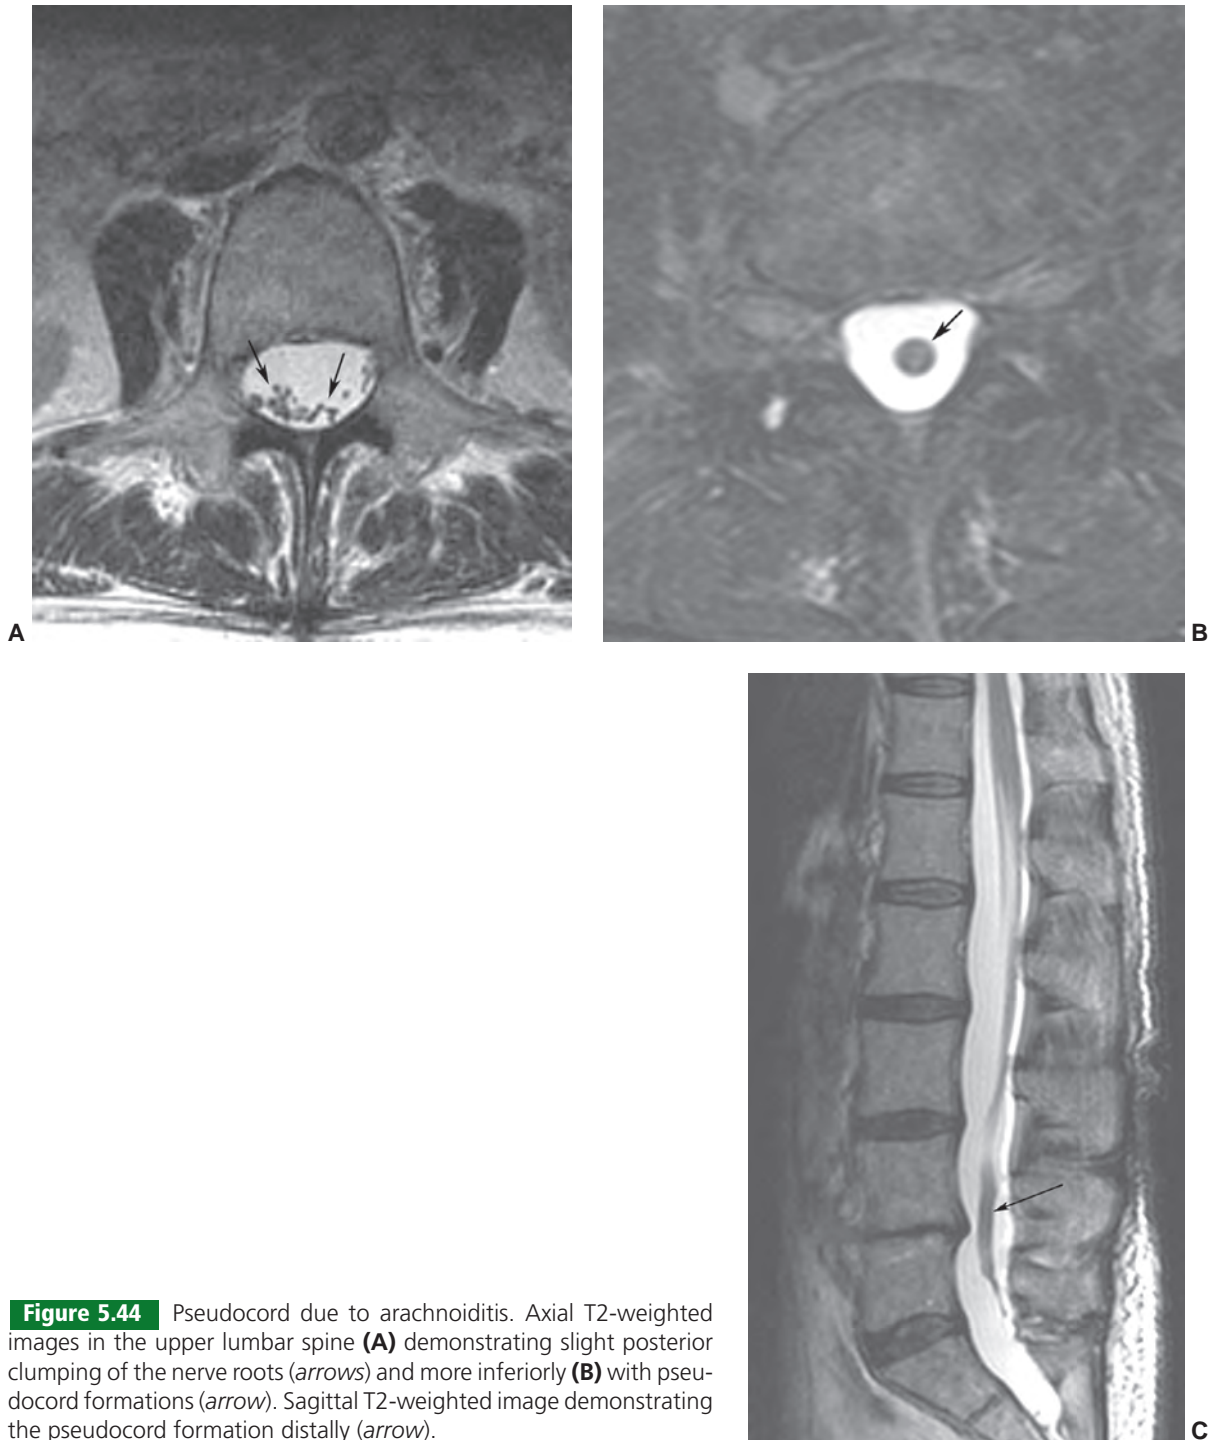 A
B
C
Figure 5.44 Pseudocord due to arachnoiditis. Axial T2-weighted
images in the upper lumbar spine (A) demonstrating slight posterior
clumping of the nerve roots (arrows) and more inferiorly (B) with pseu-
docord formations (arrow). Sagittal T2-weighted image demonstrating
the pseudocord formation distally (arrow).